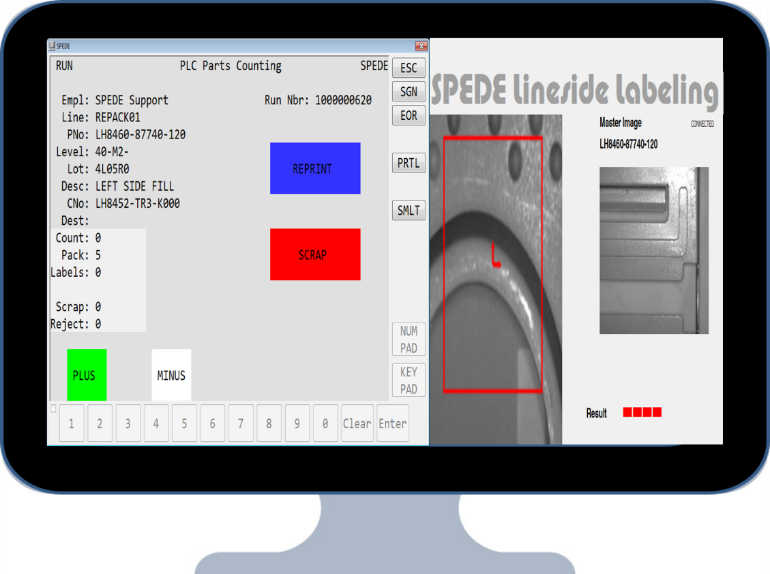 SPEDE
RUN PLC Parts Counting SPEDE
Empl: SPEDE Support Run Nbr: 1000000620
Line: REPACK01
PNo: LH8460-87740-120
Level: 40-M2-
Lot: 4L05R0
Desc: LEFT SIDE FILL
CNo: LH8452-TR3-K000
Dest:
Count: 0
Pack: 5
Labels: 0
Scrap: 0
Reject: 0
REPRINT
SCRAP
PLUS MINUS
ESC
SGN
EOR
PRTL
SMLT
NUM
PAD
KEY
PAD
1 2 3 4 5 6 7 8 9 0 Clear Enter
SPEDE Lineside Labeling
Master Image CONNECTED
LH8460-87740-120
Result